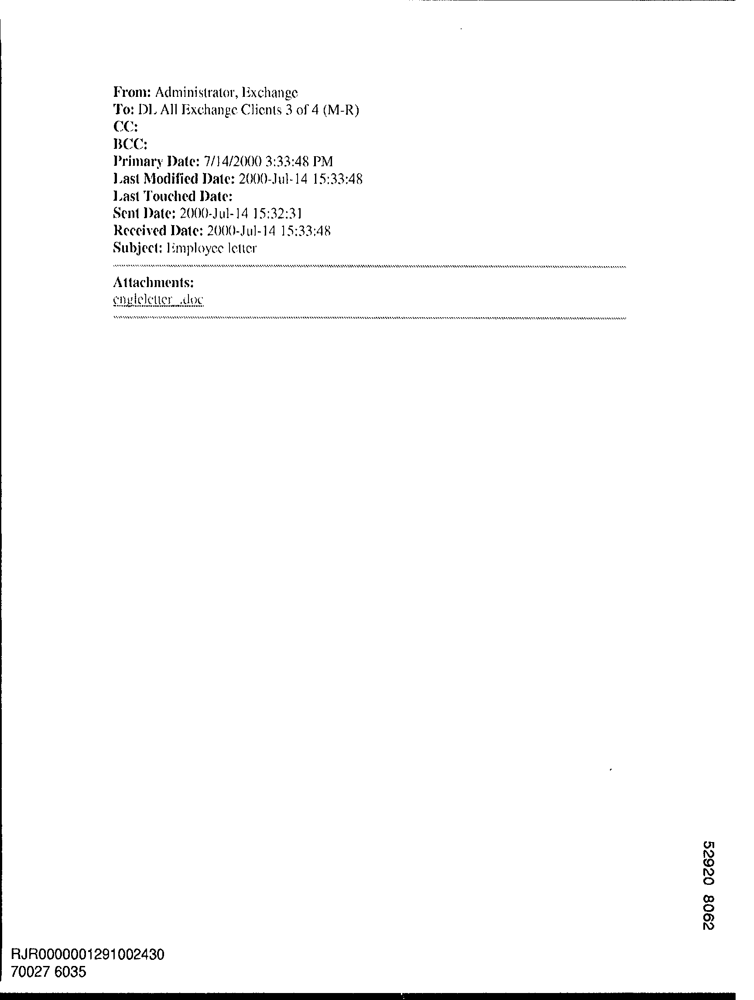 From: Administrator, Exchange
To: DL All Exchange Clients 3 of 4 (M-R)
CC:
BCC:
Primary Date: 7/14/2000 3:33:48 PM
Last Modified Date: 2000-Jul-14 15:33:48
Last Touched Date:
Sent Date: 2000-Jul-14 15:32:31
Received Date: 2000-Jul-14 15:33:48
Subject: Employee letter
Attachments:
engleletter_.doc
52920 8062
RJR0000001291002430
70027 6035